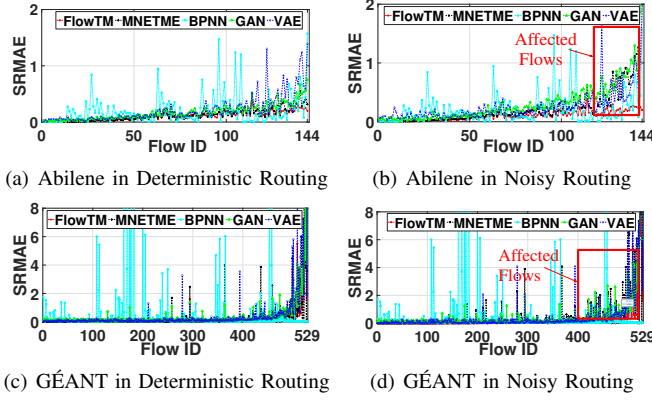 FlowTM MNETME BPNN GAN VAE
SRMAE
2
1
0
0 50 100 144
Flow ID
(a) Abilene in Deterministic Routing
FlowTM MNETME BPNN GAN VAE
SRMAE
2
1
0
Affected
Flows
0 50 100 144
Flow ID
(b) Abilene in Noisy Routing
FlowTM MNETME BPNN GAN VAE
SRMAE
8
6
4
2
0
0 100 200 300 400 529
Flow ID
(c) GÉANT in Deterministic Routing
FlowTM MNETME BPNN GAN VAE
SRMAE
8
6
4
2
0
Affected
Flows
0 100 200 300 400 529
Flow ID
(d) GÉANT in Noisy Routing